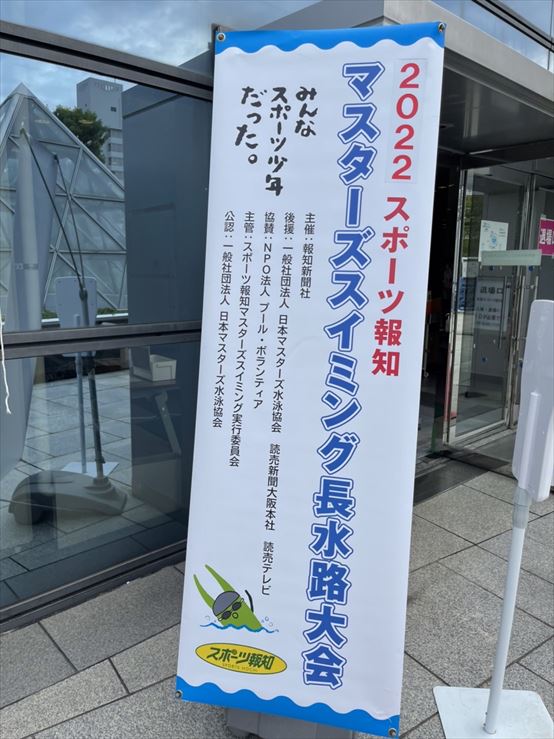 2022 スポーツ報知
マスターズスイミング長水路大会
みんな
スポーツ少年
だった。
主催：報知新聞社
後援：一般社団法人 日本マスターズ水泳協会 読売新聞大阪本社 読売テレビ
協賛：NPO法人 プール・ボランティア
主管：スポーツ報知マスターズスイミング実行委員会
公認：一般社団法人 日本マスターズ水泳協会
スポーツ報知
SPORTS HOCHI
退場口